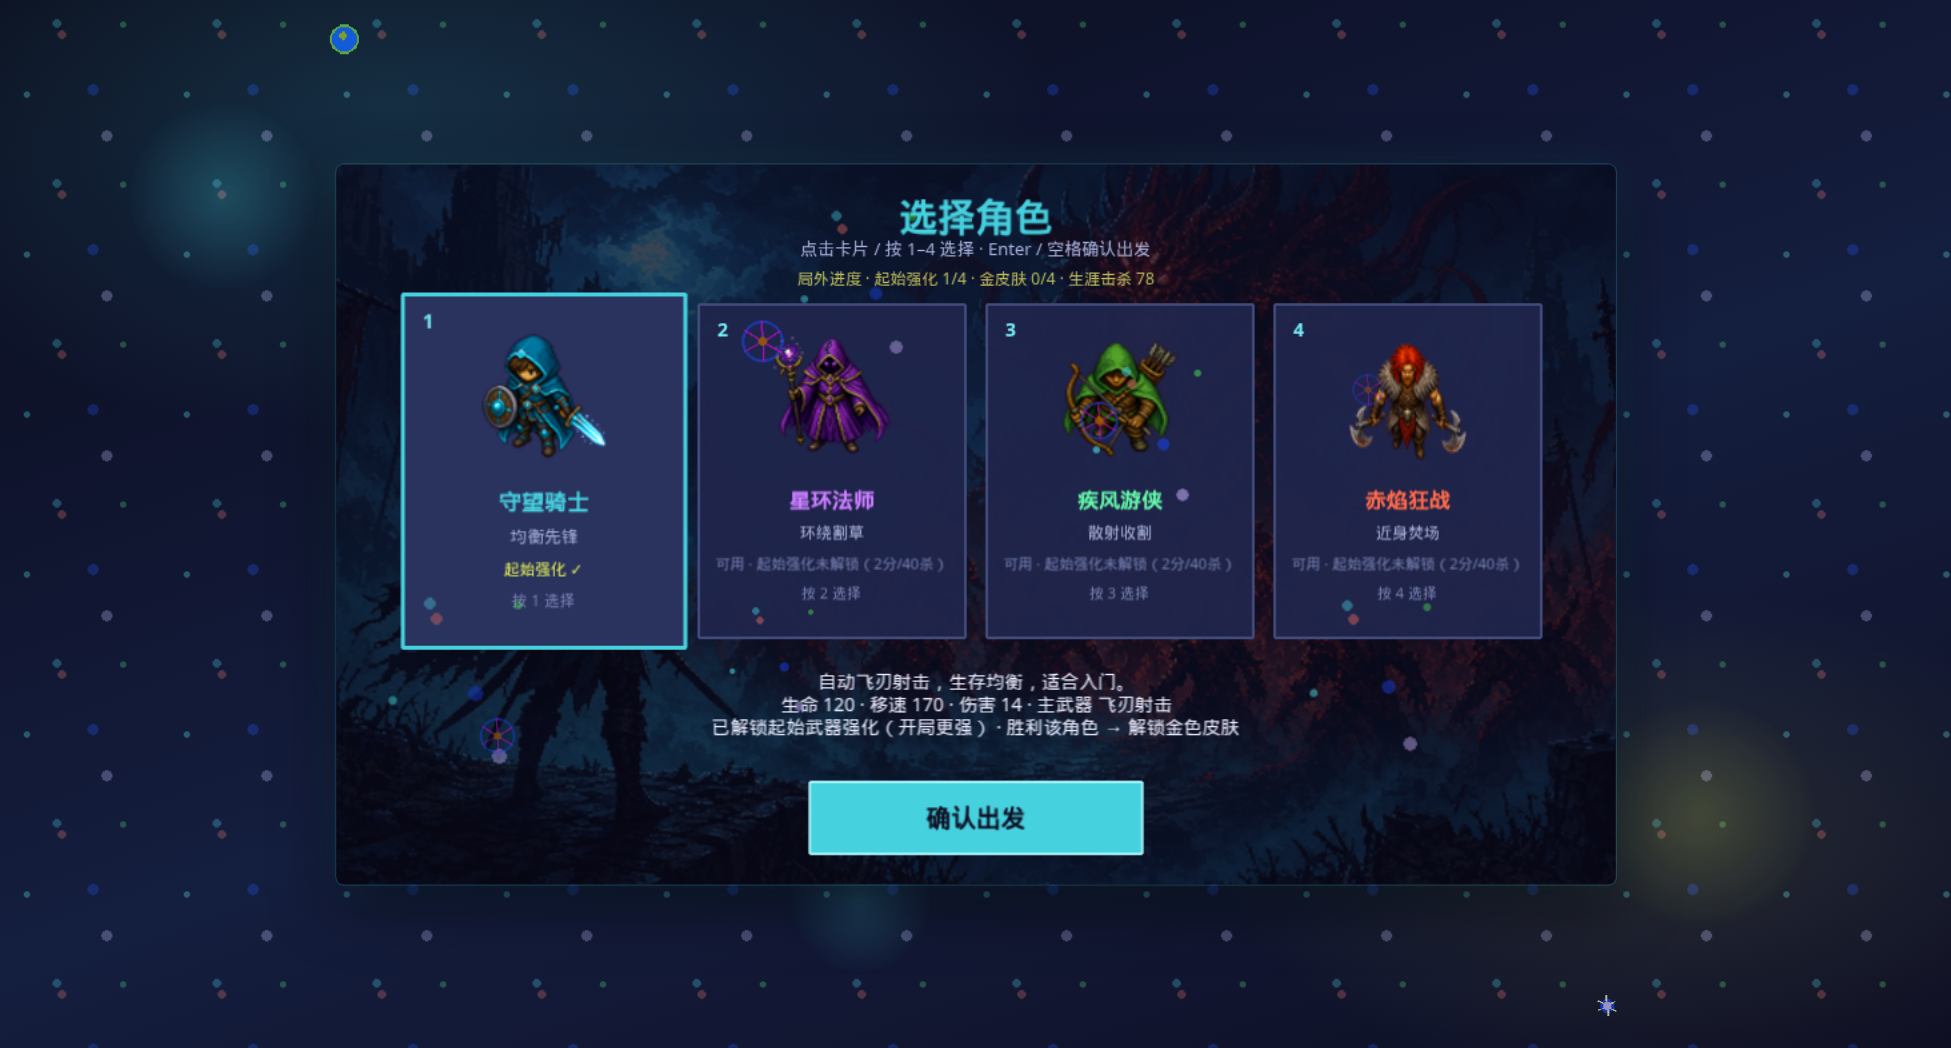 选择角色
点击卡片 / 按 1–4 选择 · Enter / 空格确认出发
局外进度 · 起始强化 1/4 · 金皮肤 0/4 · 生涯击杀 78
1
守望骑士
均衡先锋
起始强化 ✓
按 1 选择
2
星环法师
环绕割草
可用 · 起始强化未解锁（2分/40杀）
按 2 选择
3
疾风游侠
散射收割
可用 · 起始强化未解锁（2分/40杀）
按 3 选择
4
赤焰狂战
近身焚场
可用 · 起始强化未解锁（2分/40杀）
按 4 选择
自动飞刃射击，生存均衡，适合入门。
生命 120 · 移速 170 · 伤害 14 · 主武器 飞刃射击
已解锁起始武器强化（开局更强） · 胜利该角色 → 解锁金色皮肤
确认出发